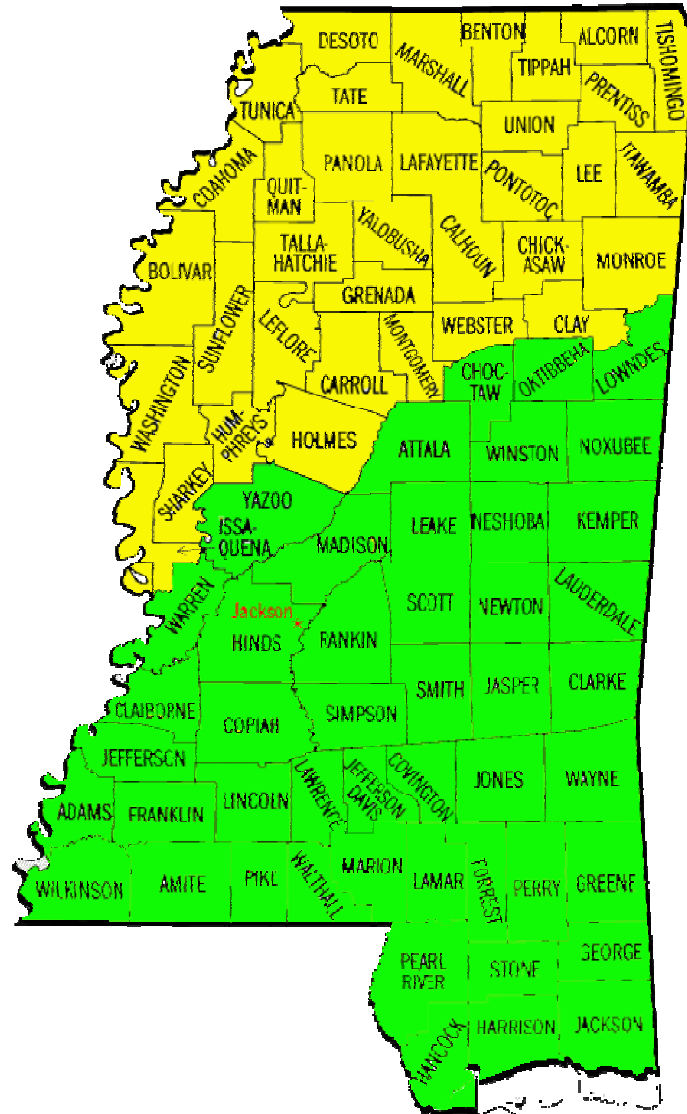 DESOTO
BENTON
ALCORN
TISHOMINGO
MARSHALL
TIPPAH
PRENTISS
TATE
TUNICA
UNION
COAHOMA
PANOLA
LAFAYETTE
PONTOTOC
LEE
ITAWAMBA
QUIT-
MAN
YALOBUSHA
CALHOUN
TALLA-
HATCHIE
CHICK-
ASAW
MONROE
BOLIVAR
SUNFLOWER
GRENADA
LEFLORE
MONTGOMERY
WEBSTER
CLAY
WASHINGTON
CARROLL
CHOC-
TAW
OKTIBBEHA
LOWNDES
HUM-
PHREYS
HOLMES
ATTALA
WINSTON
NOXUBEE
SHARKEY
YAZOO
ISSA-
QUENA
MADISON
LEAKE
NESHOBA
KEMPER
WARREN
Jackson
HINDS
RANKIN
SCOTT
NEWTON
LAUDERDALE
CLAIBORNE
COPIAH
SIMPSON
SMITH
JASPER
CLARKE
JEFFERSON
LAWRENCE
JEFFERSON
DAVIS
COVINGTON
JONES
WAYNE
ADAMS
FRANKLIN
LINCOLN
WILKINSON
AMITE
PIKE
WALTHALL
MARION
LAMAR
FORREST
PERRY
GREENE
PEARL
RIVER
STONE
GEORGE
HANCOCK
HARRISON
JACKSON